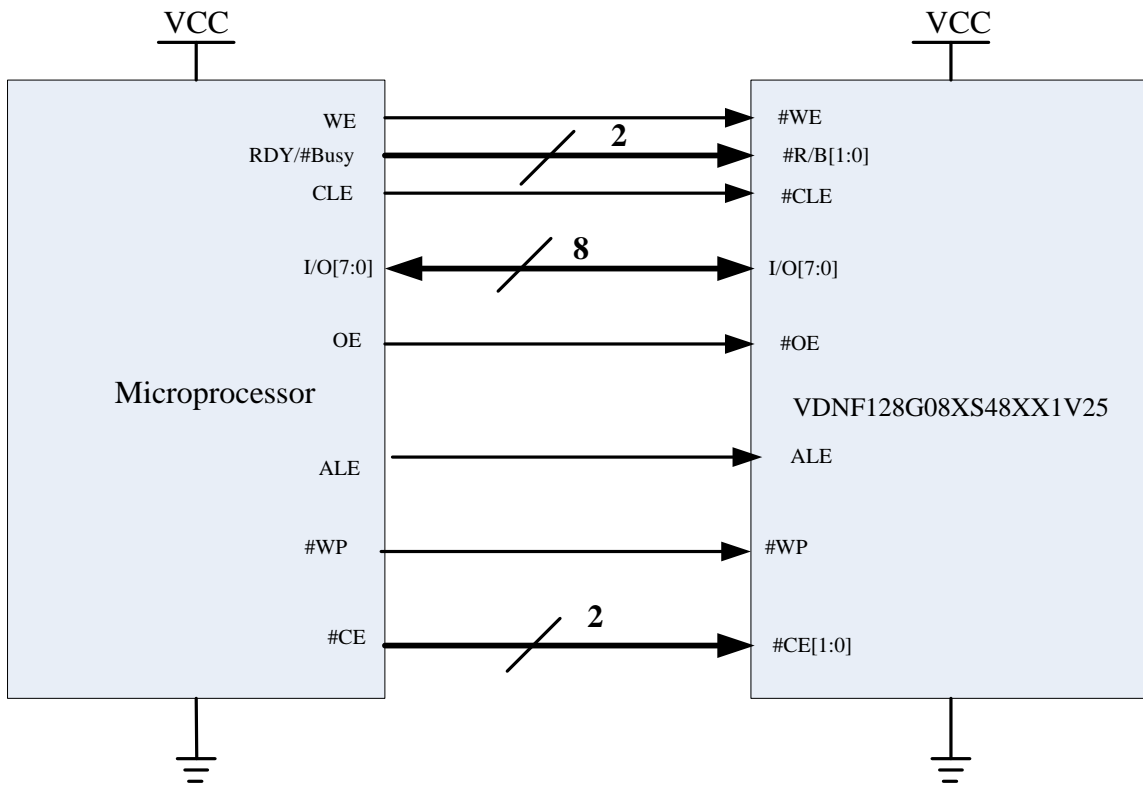 VCC
VCC
WE
#WE
2
RDY/#Busy
#R/B[1:0]
CLE
#CLE
8
I/O[7:0]
I/O[7:0]
OE
#OE
Microprocessor
VDNF128G08XS48XX1V25
ALE
ALE
#WP
#WP
2
#CE
#CE[1:0]